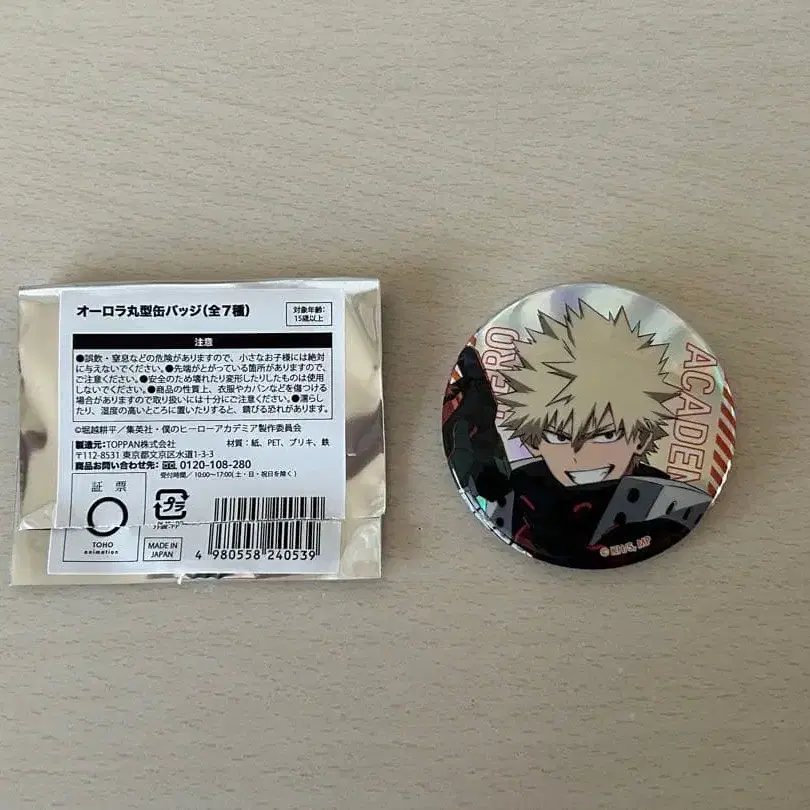 オーロラ丸型缶バッジ(全7種)
対象年齢:
15歳以上
注意
●誤飲・窒息などの危険がありますので、小さなお子様には絶対
に与えないでください。●先端がとがっている箇所がありますので、
ご注意ください。●安全のため壊れたり変形したりしたものは使用
しないでください。●商品の性質上、衣服やカバンなどを傷つける
場合がありますので取り扱いには十分にご注意ください。●濡らし
たり、湿度の高いところに置いたりすると、錆びる恐れがあります。
©堀越耕平/集英社・僕のヒーローアカデミア製作委員会
製造元:TOPPAN株式会社 材質:紙、PET、ブリキ、鉄
〒112-8531 東京都文京区水道1-3-3
商品お問い合わせ先: 0120-108-280
受付時間/10:00~17:00(土・日・祝日を除く)
証票
TOHO
animation
プラ
MADE IN
JAPAN
4 980558 240539
ACADEM
©KH/S, MP